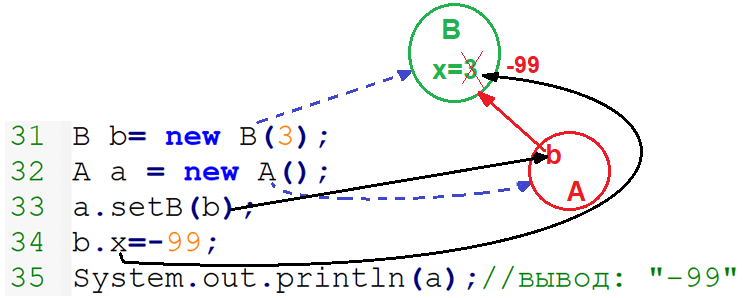 B
x=3 -99
31 B b= new B(3);
32 A a = new A();
b
33 a.setB(b);
A
34 b.x=-99;
35 System.out.println(a);//вывод: "-99"